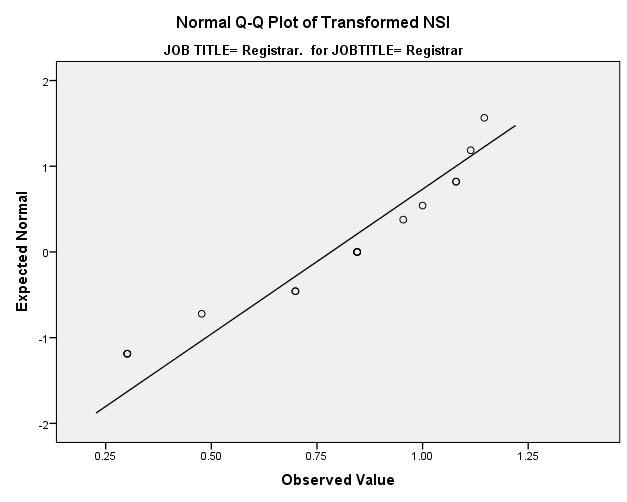 Normal Q-Q Plot of Transformed NSI
JOB TITLE= Registrar. for JOBTITLE= Registrar
Expected Normal
2
1
0
-1
-2
0.25 0.50 0.75 1.00 1.25
Observed Value